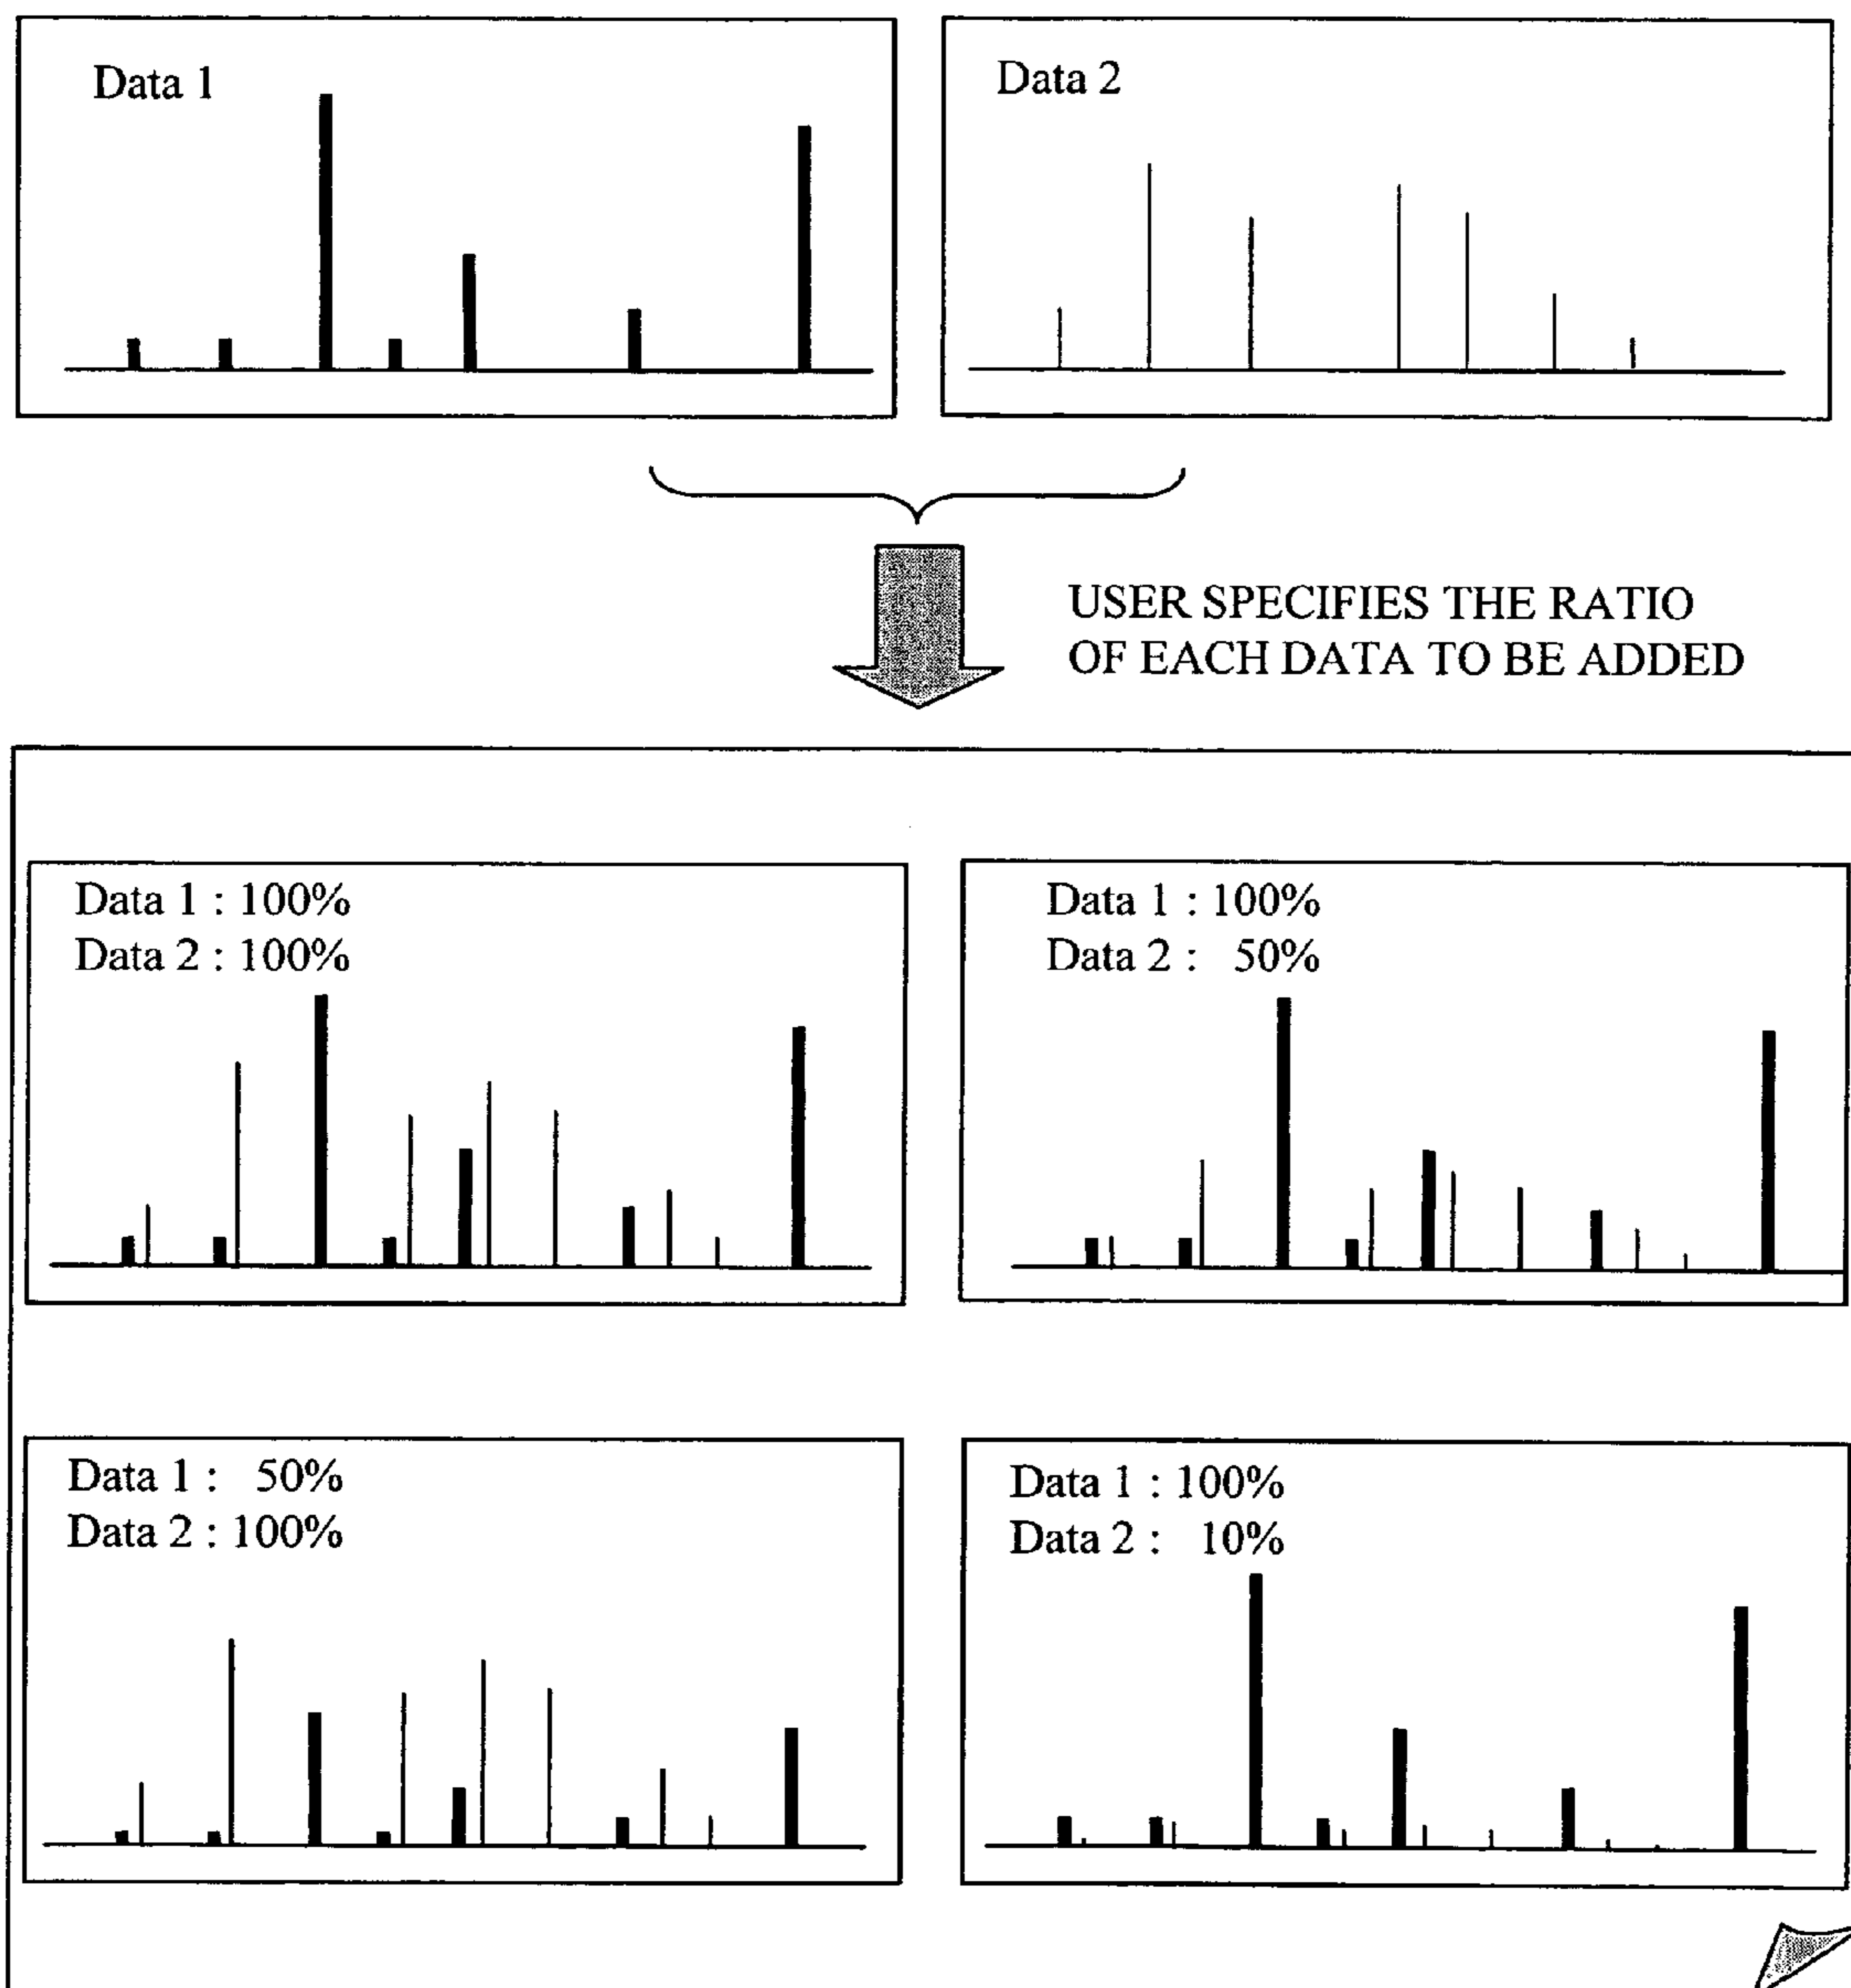 Data 1
Data 2
USER SPECIFIES THE RATIO
OF EACH DATA TO BE ADDED
Data 1 : 100%
Data 2 : 100%
Data 1 : 100%
Data 2 : 50%
Data 1 : 50%
Data 2 : 100%
Data 1 : 100%
Data 2 : 10%